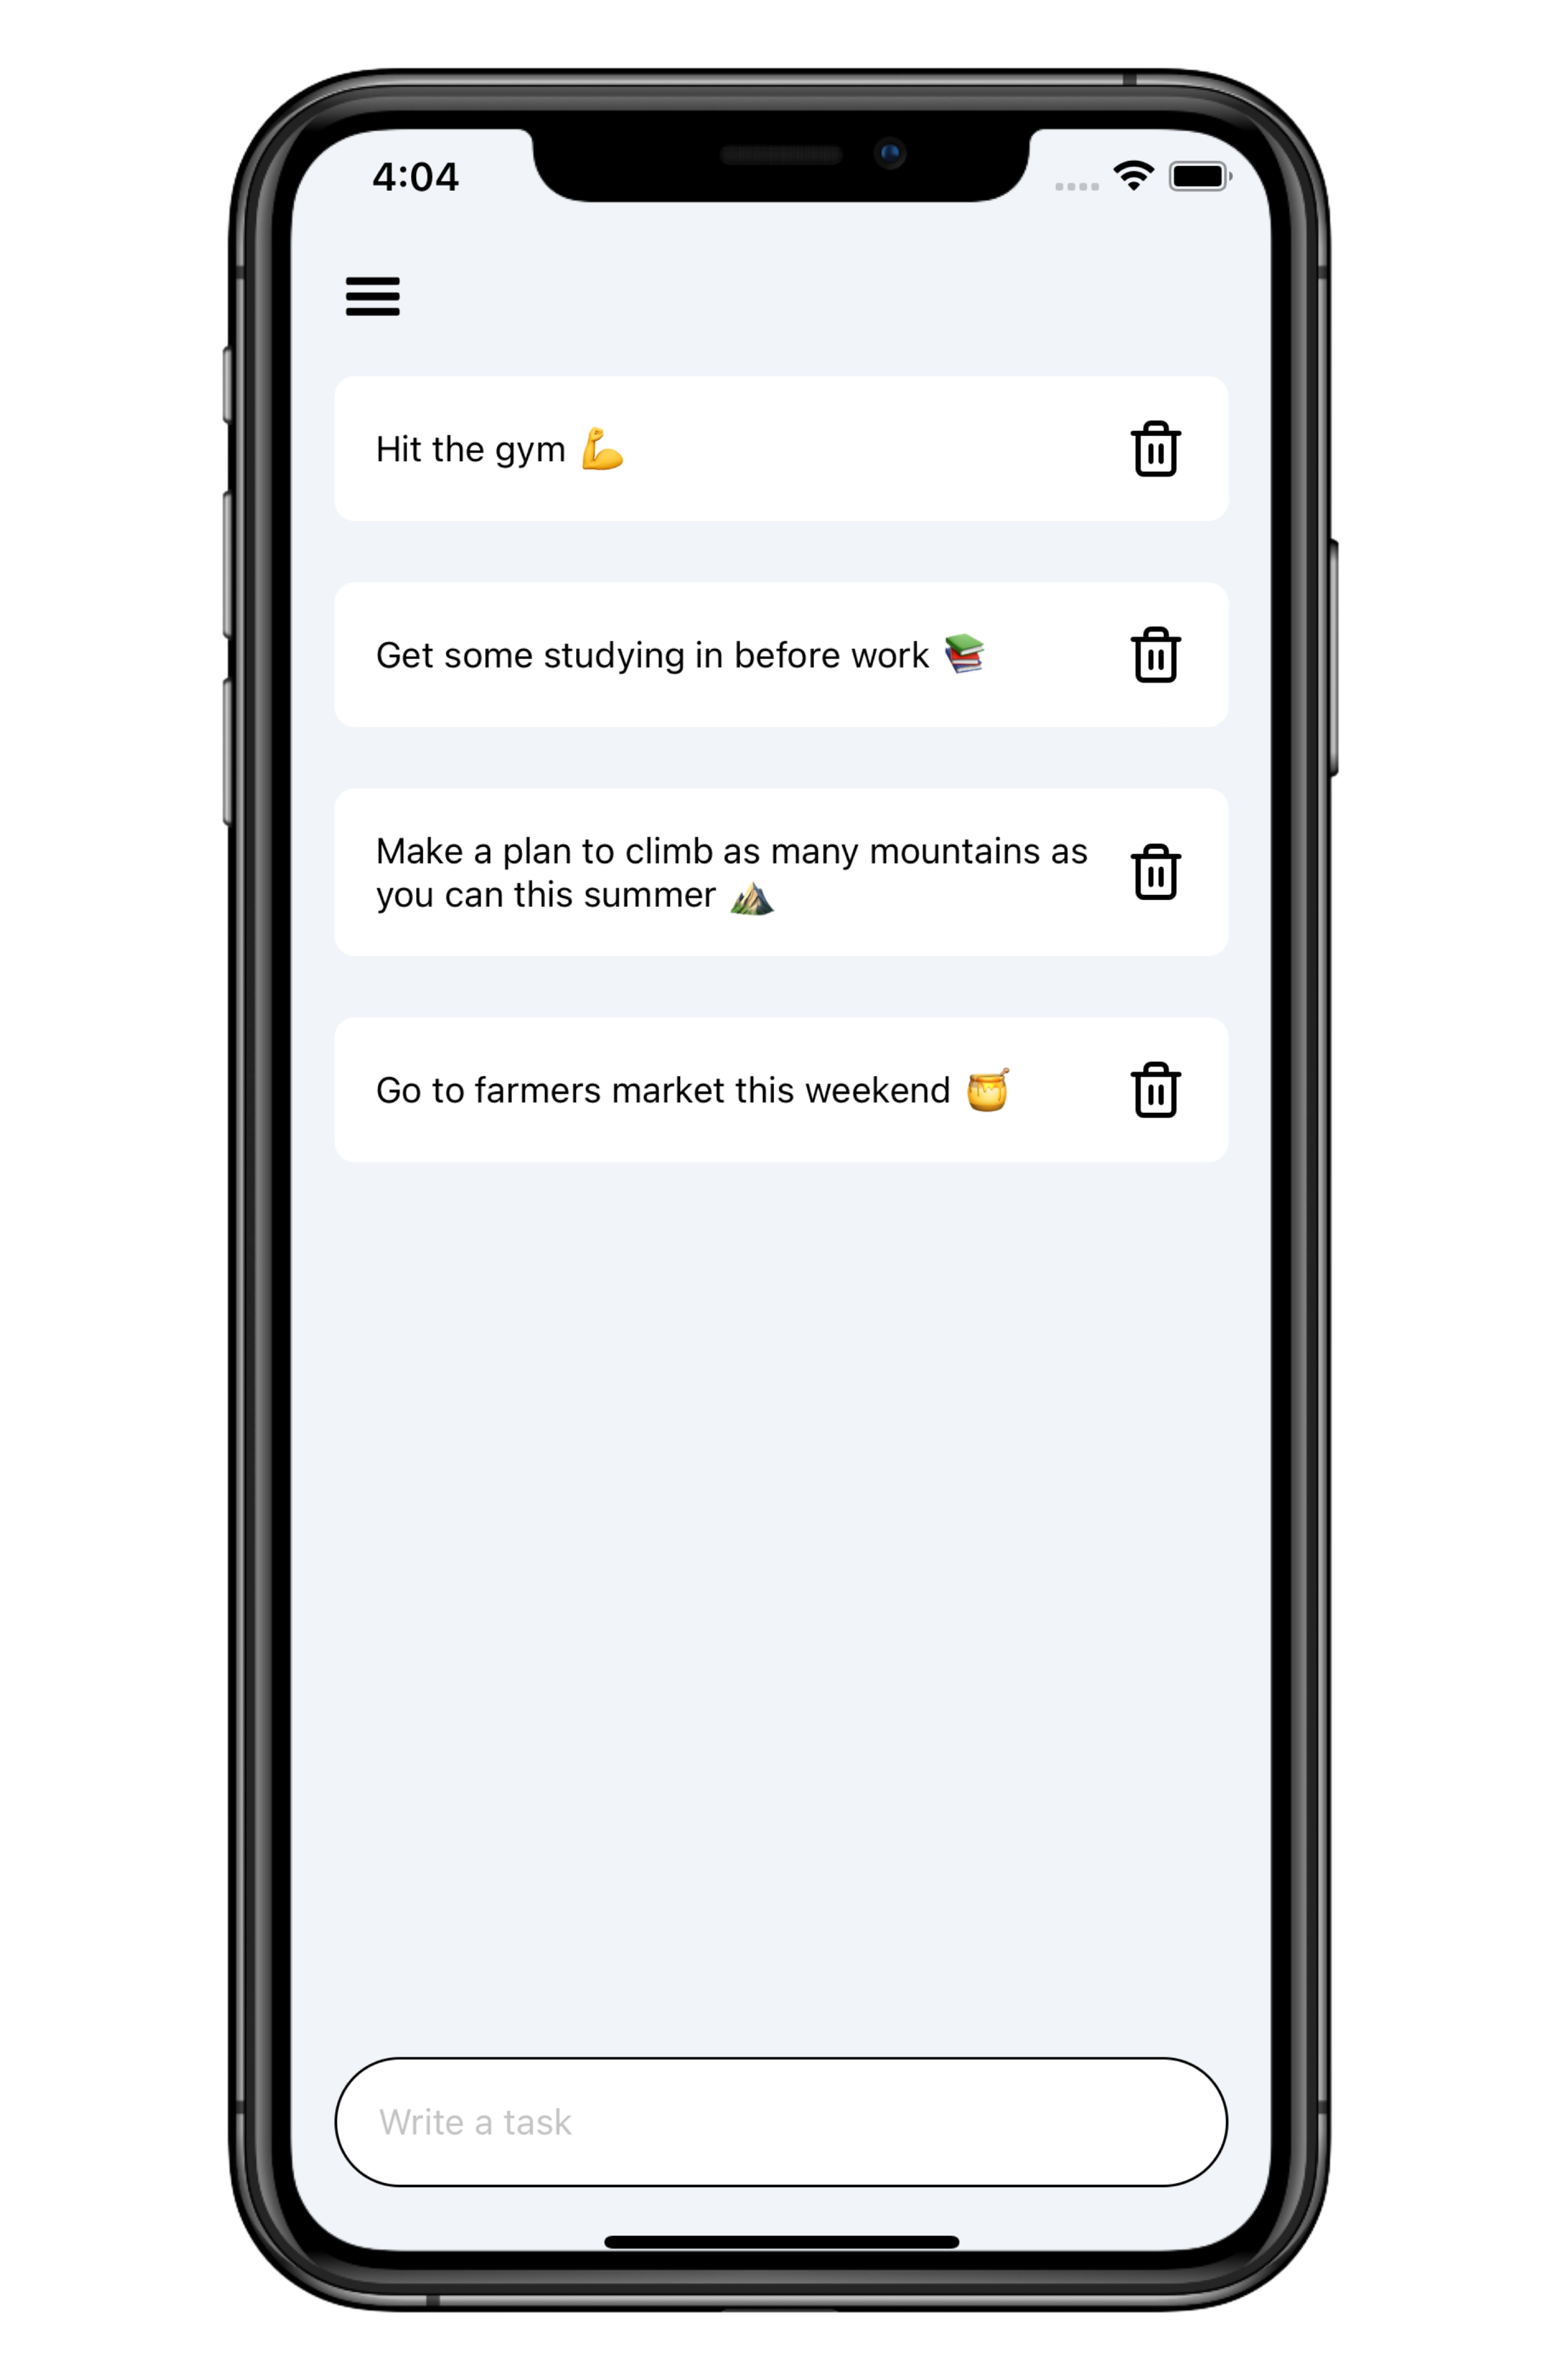 4:04
Hit the gym 💪
Get some studying in before work 📚
Make a plan to climb as many mountains as
you can this summer ⛰️
Go to farmers market this weekend 🍯
Write a task